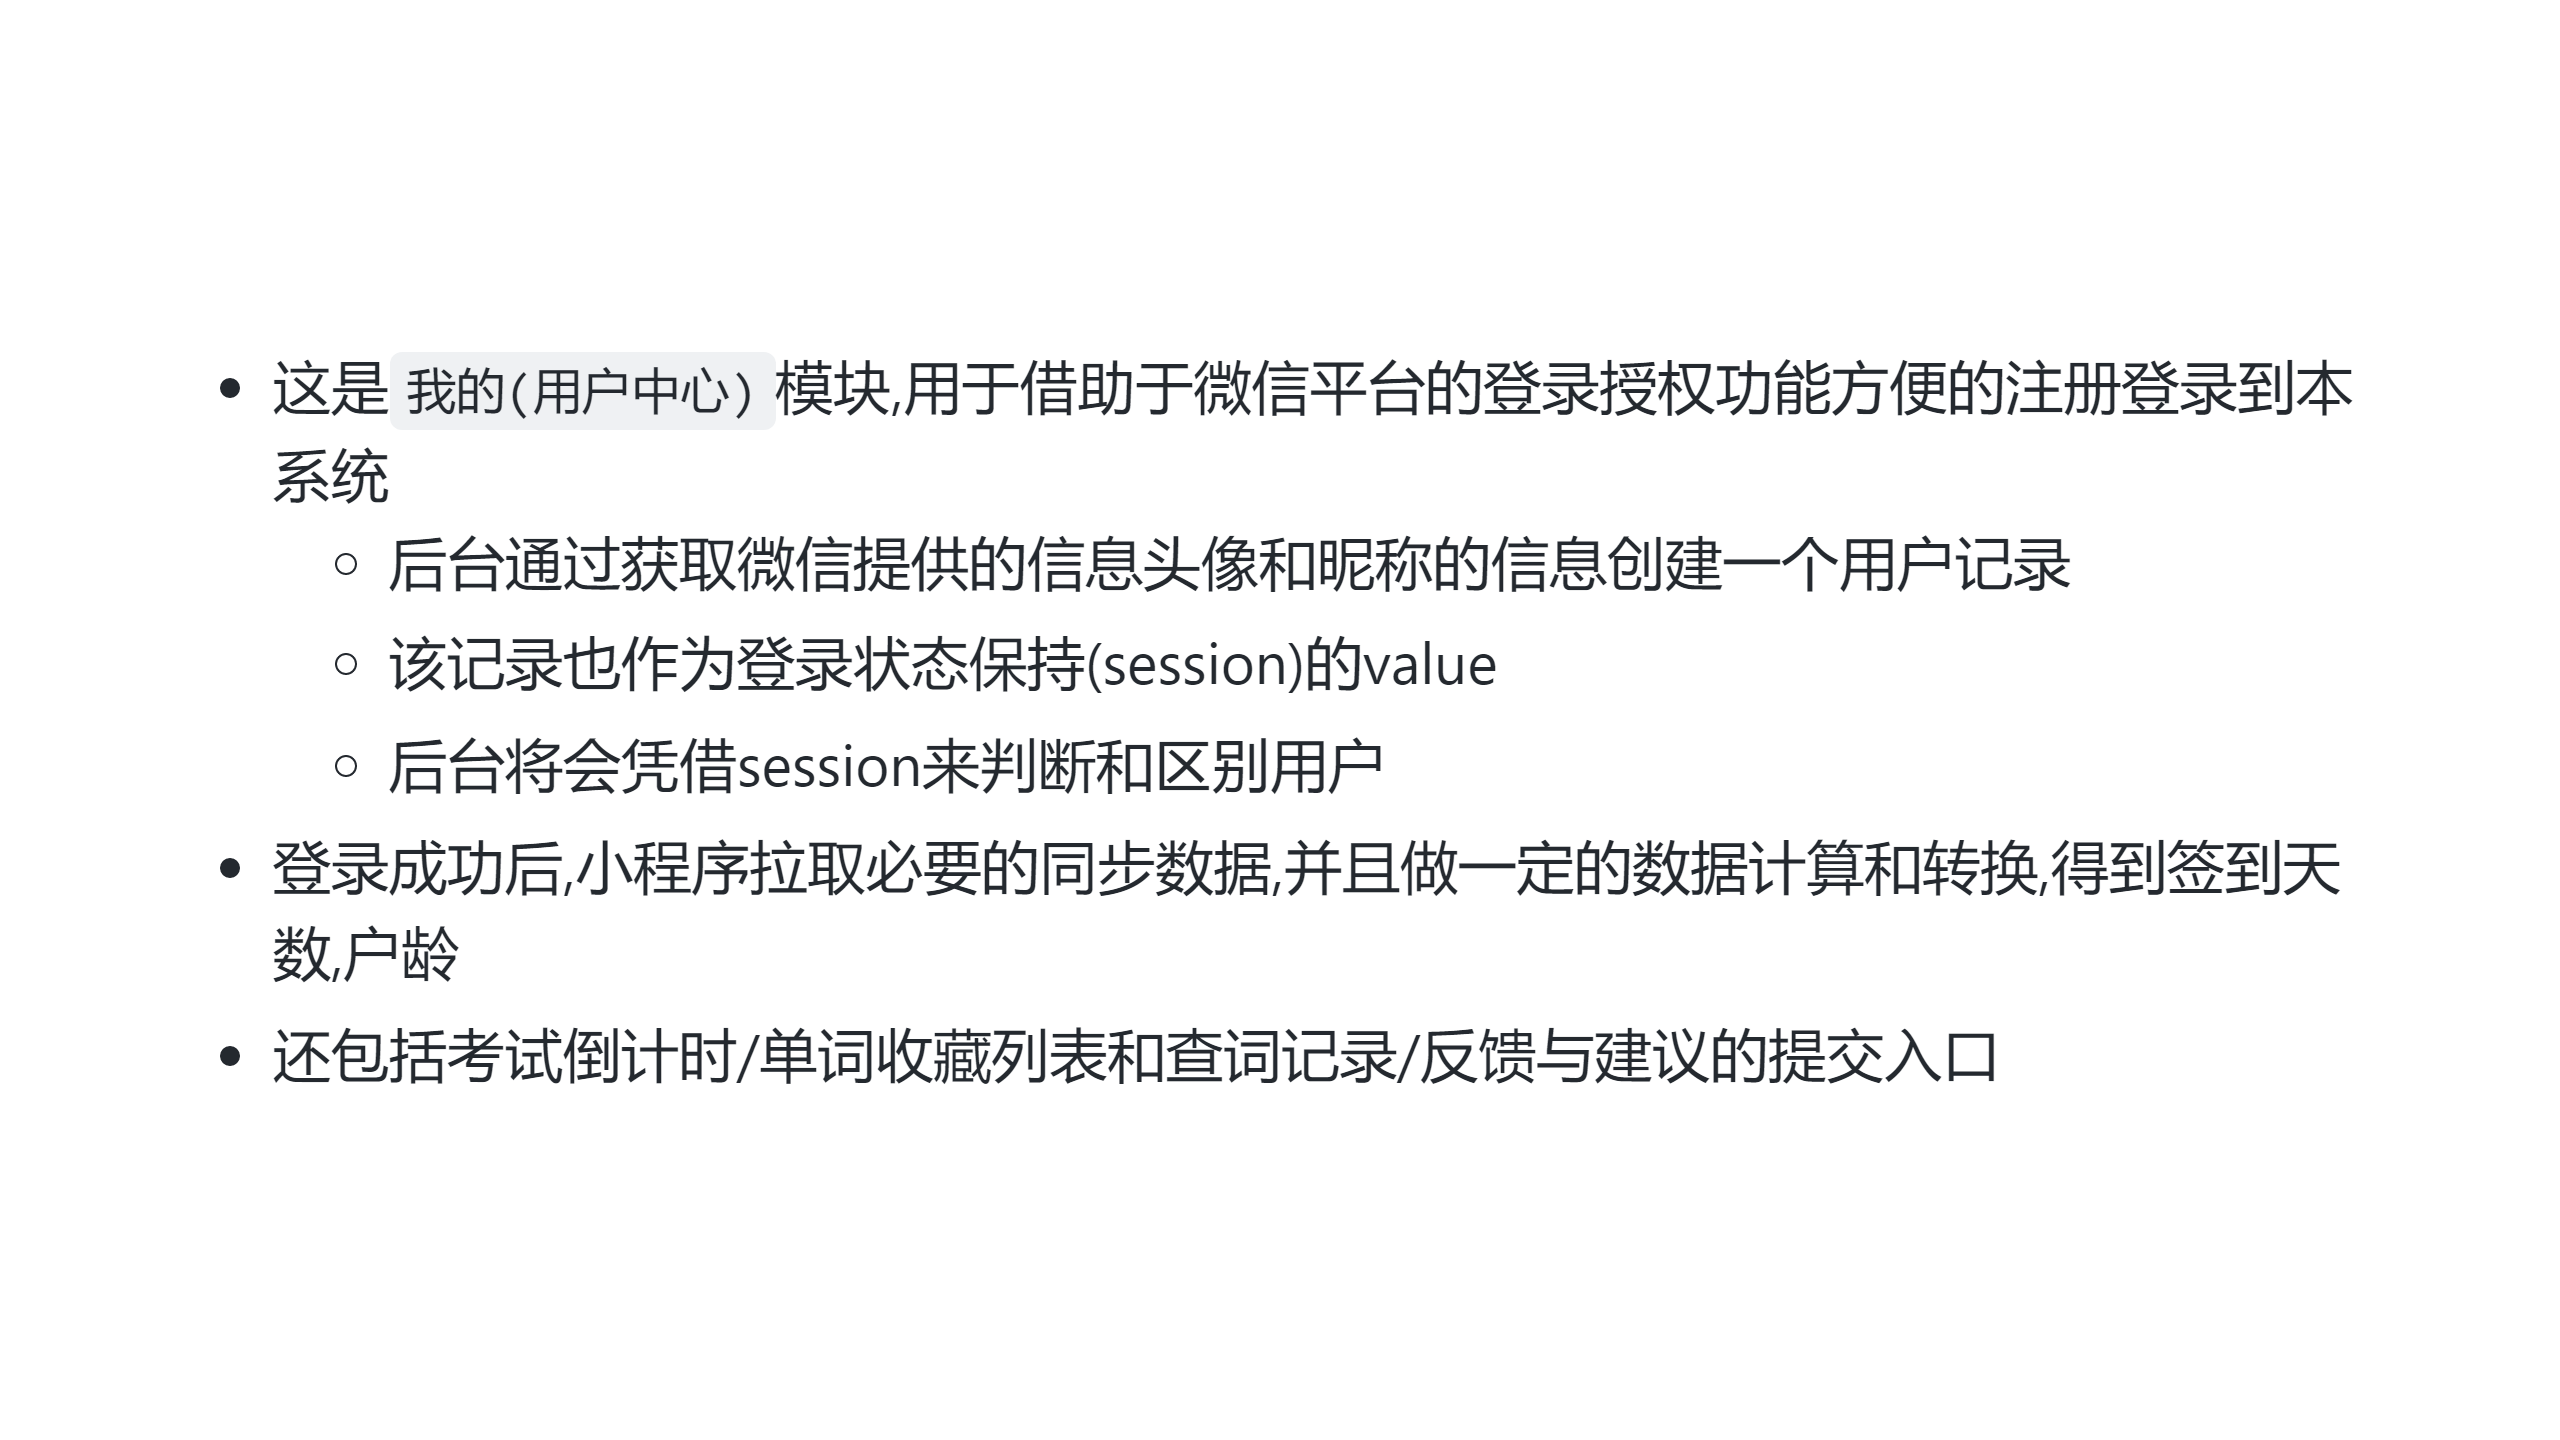 这是我的(用户中心)模块,用于借助于微信平台的登录授权功能方便的注册登录到本
系统
后台通过获取微信提供的信息头像和昵称的信息创建一个用户记录
该记录也作为登录状态保持(session)的value
后台将会凭借session来判断和区别用户
登录成功后,小程序拉取必要的同步数据,并且做一定的数据计算和转换,得到签到天
数,户龄
还包括考试倒计时/单词收藏列表和查词记录/反馈与建议的提交入口